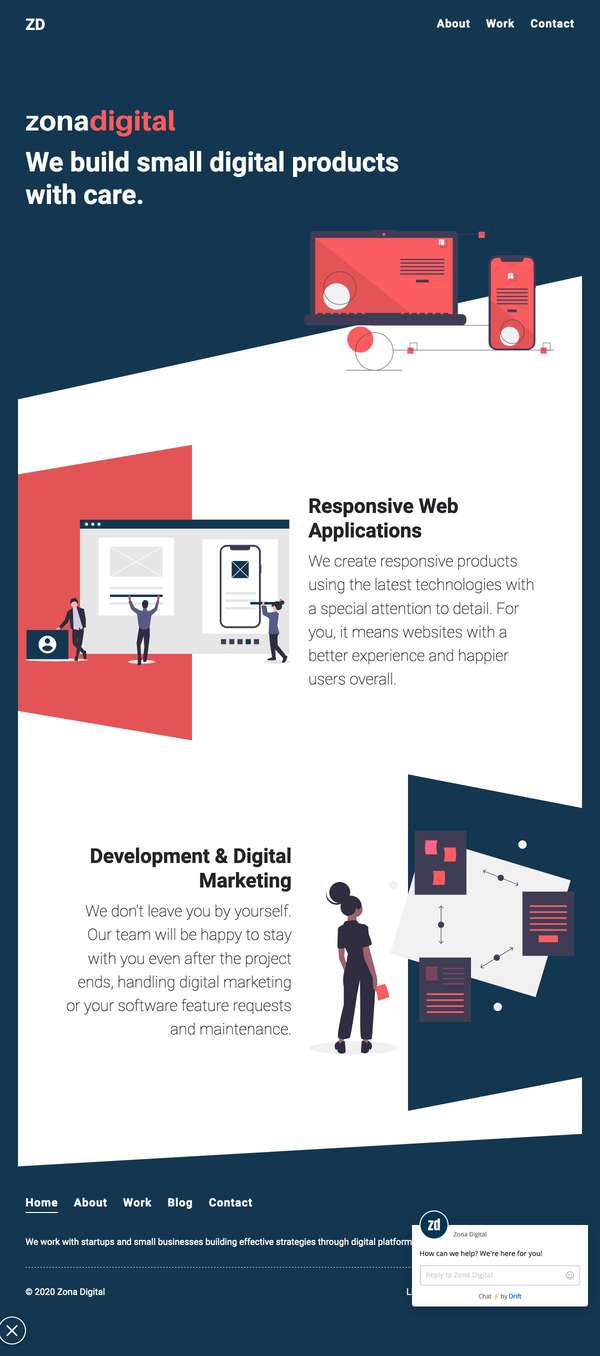 ZD
About Work Contact
zonadigital
We build small digital products
with care.
Responsive Web
Applications
We create responsive products
using the latest technologies with
a special attention to detail. For
you, it means websites with a
better experience and happier
users overall.
Development & Digital
Marketing
We don't leave you by yourself.
Our team will be happy to stay
with you even after the project
ends, handling digital marketing
or your software feature requests
and maintenance.
Home About Work Blog Contact
We work with startups and small businesses building effective strategies through digital platform
© 2020 Zona Digital
zd
Zona Digital
How can we help? We're here for you!
Reply to Zona Digital
Chat ⚡ by Drift